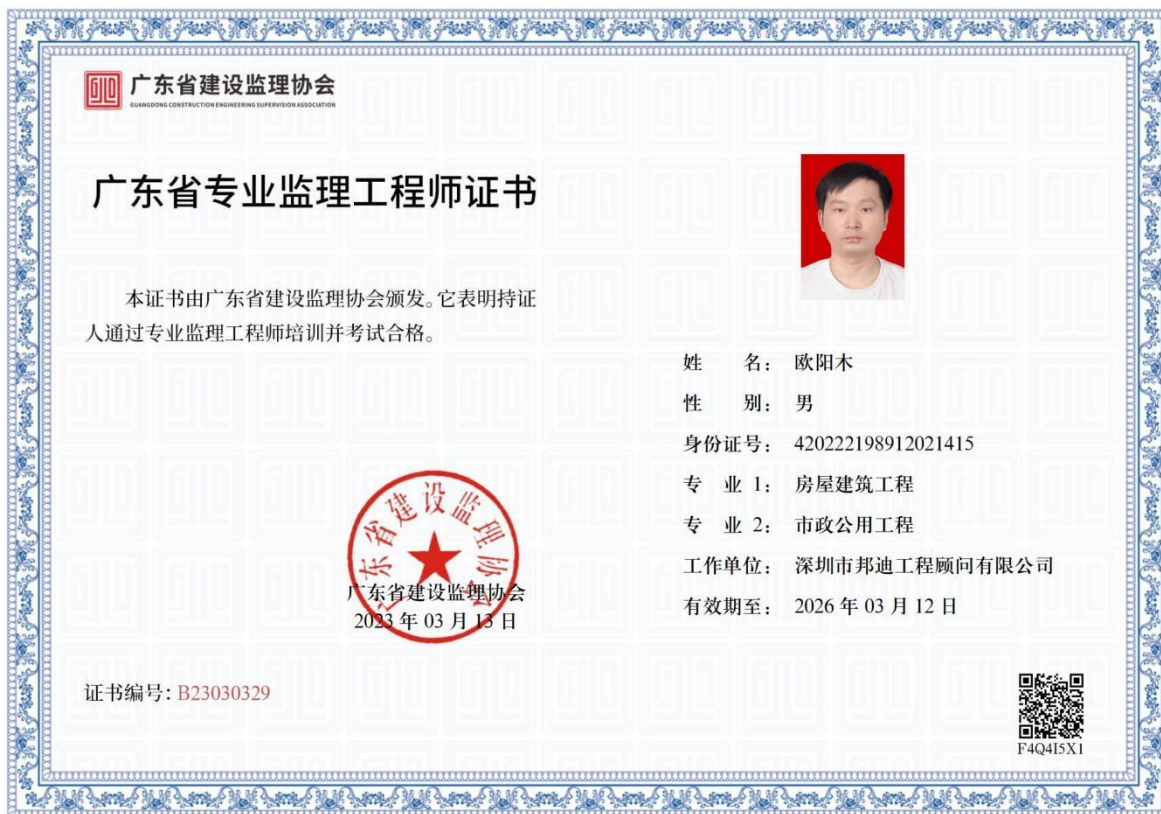 广东省建设监理协会
GUANGDONG CONSTRUCTION ENGINEERING SUPERVISION ASSOCIATION
广东省专业监理工程师证书
本证书由广东省建设监理协会颁发。它表明持证
人通过专业监理工程师培训并考试合格。
姓 名： 欧阳木
性 别： 男
身份证号： 420222198912021415
专 业 1： 房屋建筑工程
专 业 2： 市政公用工程
工作单位： 深圳市邦迪工程顾问有限公司
有效期至： 2026 年 03 月 12 日
广东省建设监理协会
广东省建设监理协会
2023 年 03 月 13 日
证书编号：B23030329
F4Q4I5X1